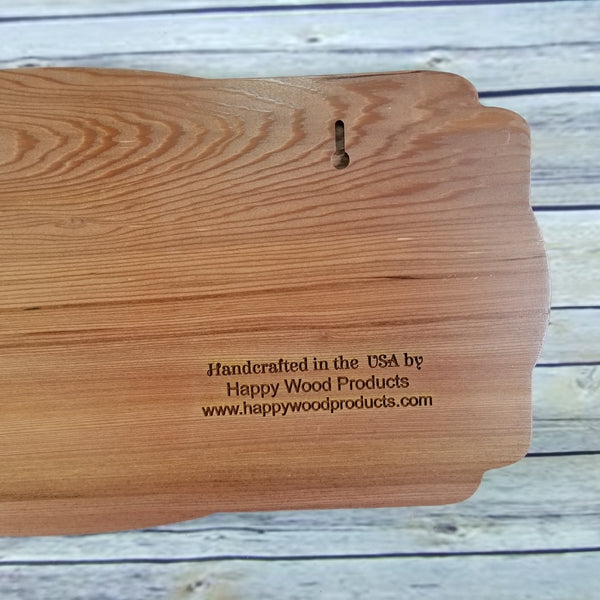 Handcrafted in the USA by
Happy Wood Products
www.happywoodproducts.com